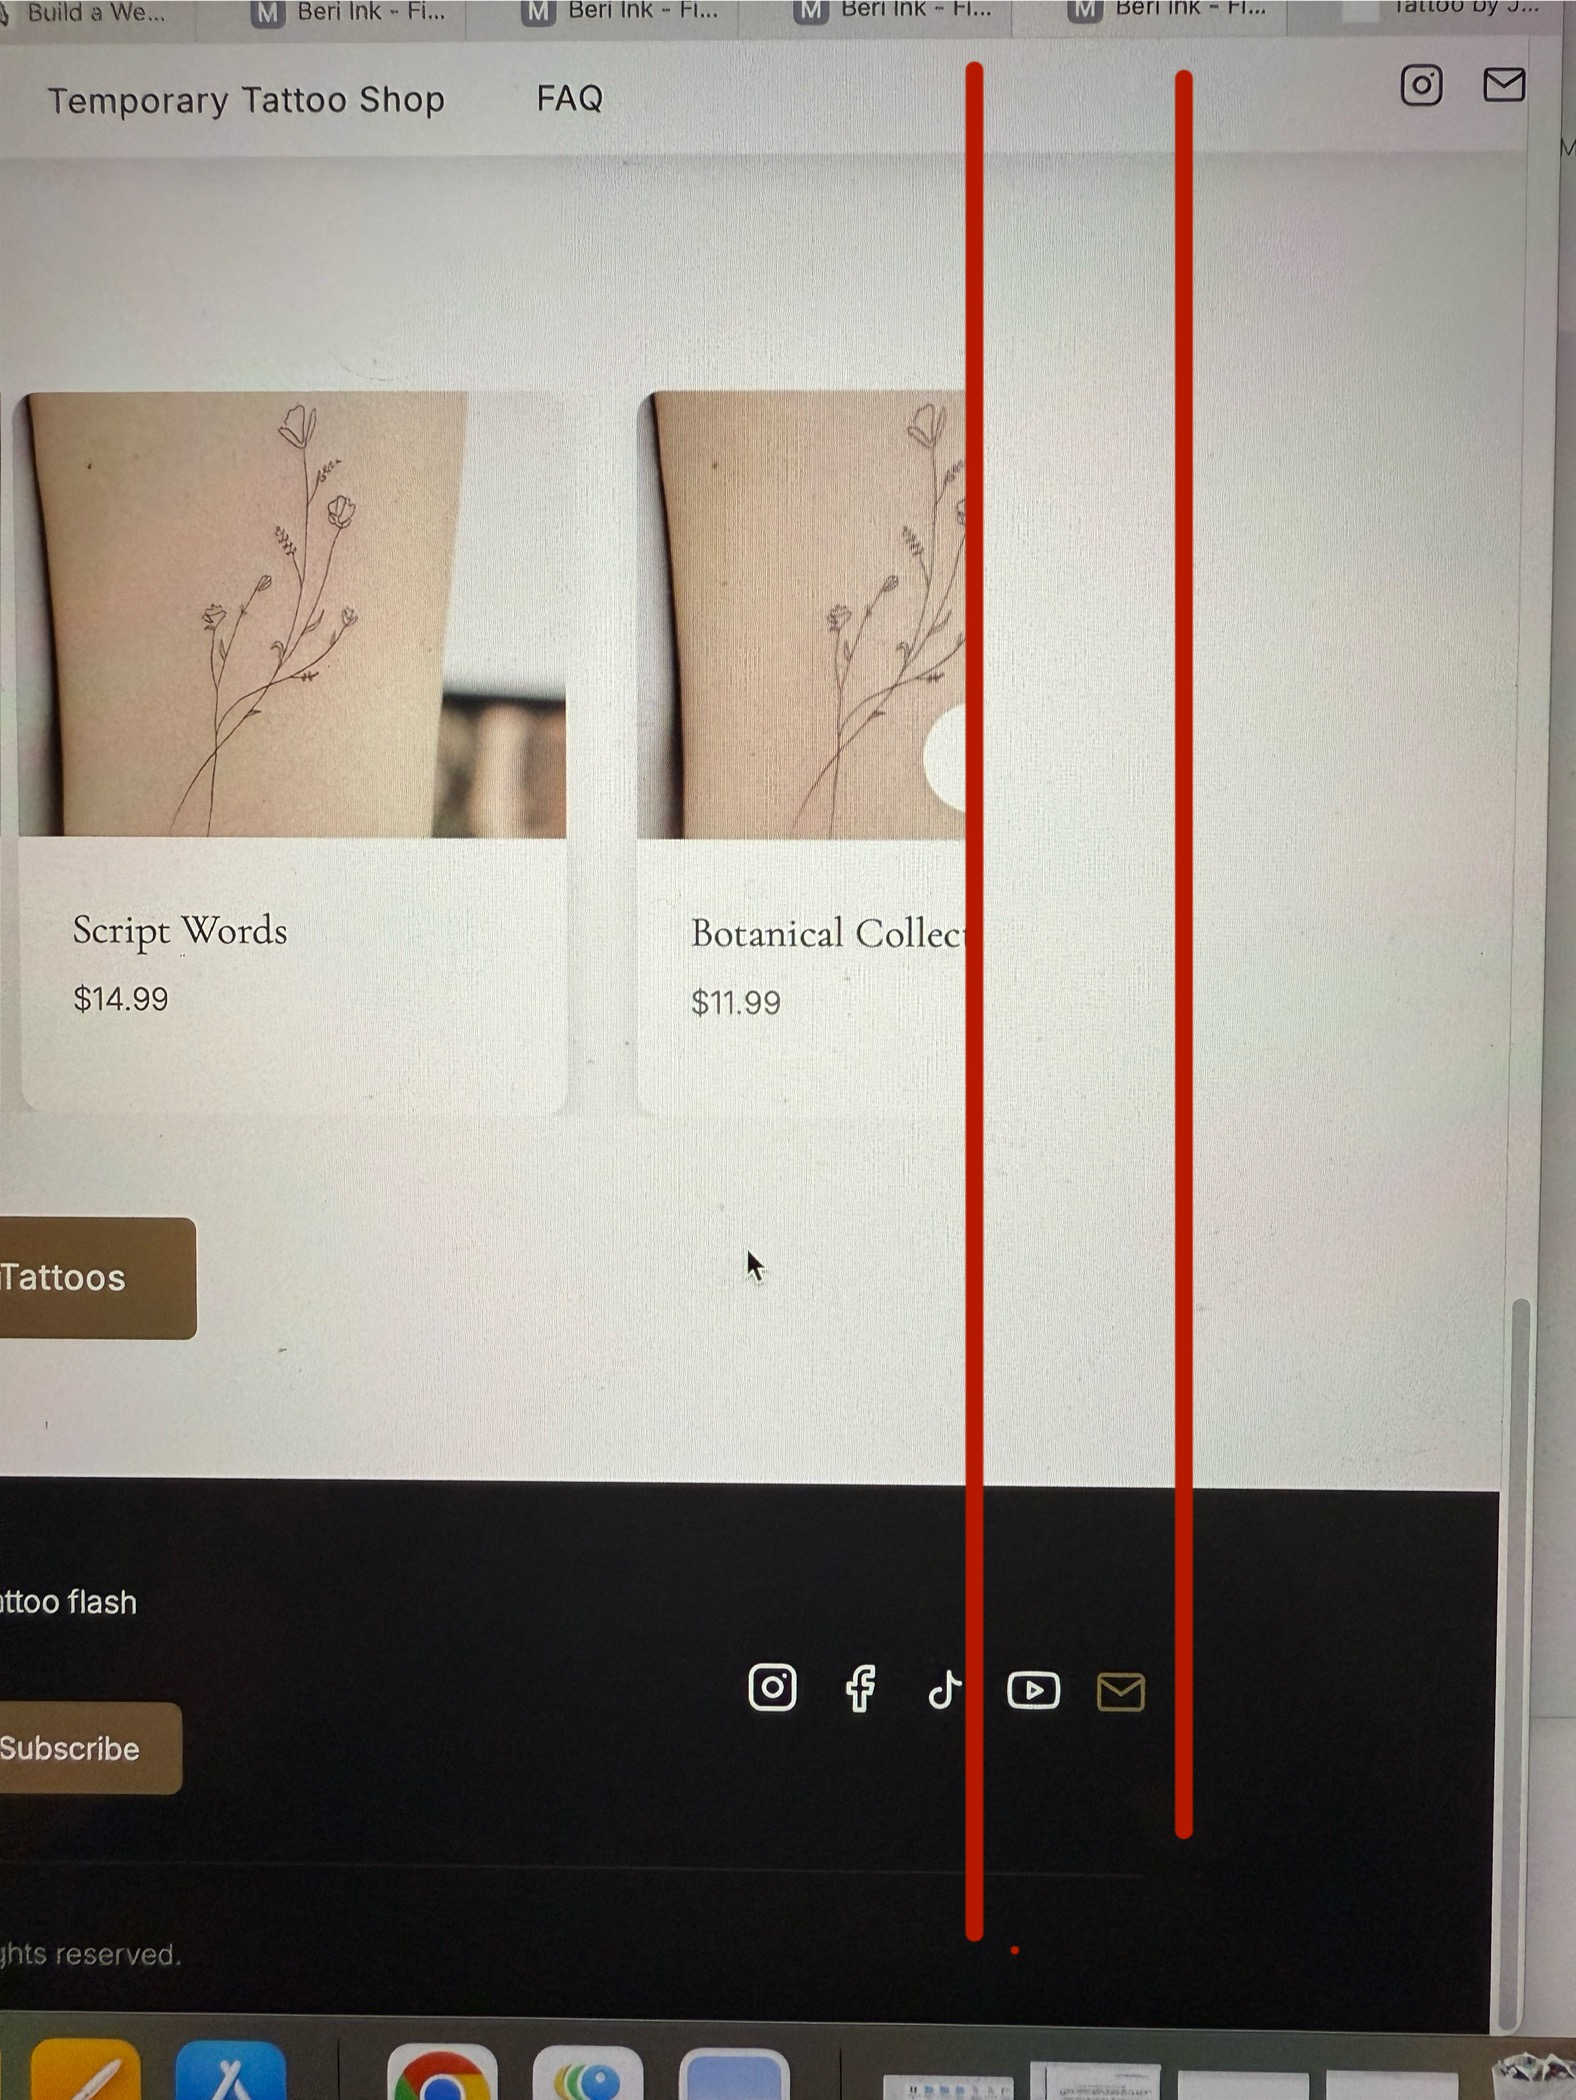 Build a We...
M Beri Ink - Fi...
M Beri Ink - Fi...
M Beri Ink - Fi...
M Beri Ink - Fi...
Tattoo by J...
Temporary Tattoo Shop
FAQ
Script Words
$14.99
Botanical Collec
$11.99
Tattoos
ttoo flash
Subscribe
ghts reserved.